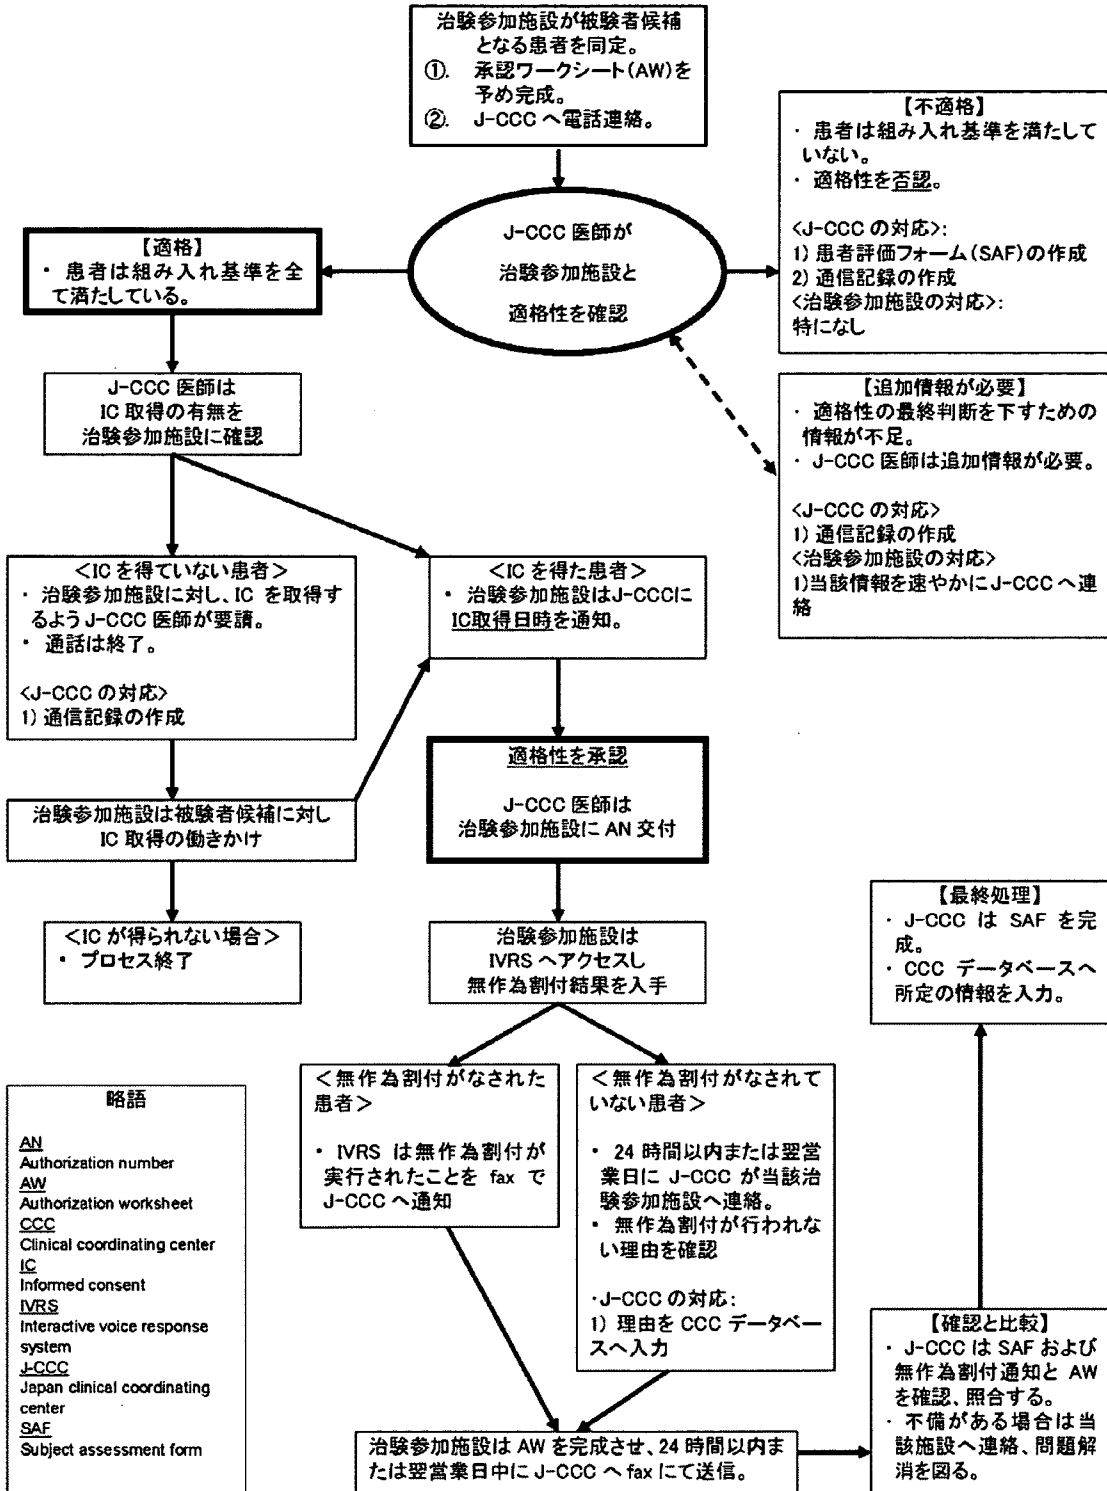 治験参加施設が被験者候補
となる患者を同定。
①. 承認ワークシート(AW)を
予め完成。
②. J-CCC へ電話連絡。
【不適格】
・ 患者は組み入れ基準を満たして
いない。
・ 適格性を否認。
<J-CCC の対応>:
1) 患者評価フォーム(SAF)の作成
2) 通信記録の作成
<治験参加施設の対応>:
特になし
J-CCC 医師が
治験参加施設と
適格性を確認
【適格】
・ 患者は組み入れ基準を全
て満たしている。
J-CCC 医師は
IC 取得の有無を
治験参加施設に確認
【追加情報が必要】
・ 適格性の最終判断を下すための
情報が不足。
・ J-CCC 医師は追加情報が必要。
<J-CCC の対応>
1) 通信記録の作成
<治験参加施設の対応>
1)当該情報を速やかにJ-CCC へ連
絡
<IC を得ていない患者>
・ 治験参加施設に対し、IC を取得す
るよう J-CCC 医師が要請。
・ 通話は終了。
<J-CCC の対応>
1) 通信記録の作成
<IC を得た患者>
・ 治験参加施設はJ-CCCに
IC取得日時を通知。
適格性を承認
J-CCC 医師は
治験参加施設に AN 交付
治験参加施設は被験者候補に対し
IC 取得の働きかけ
<IC が得られない場合>
・ プロセス終了
治験参加施設は
IVRS へアクセスし
無作為割付結果を入手
【最終処理】
・ J-CCC は SAF を完
成。
・ CCC データベースへ
所定の情報を入力。
<無作為割付がなされた
患者>
・ IVRS は無作為割付が
実行されたことを fax で
J-CCC へ通知
<無作為割付がなされて
いない患者>
・ 24 時間以内または翌営
業日に J-CCC が当該治
験参加施設へ連絡。
・ 無作為割付が行われな
い理由を確認
・J-CCC の対応:
1) 理由を CCC データベー
スへ入力
略語
AN
Authorization number
AW
Authorization worksheet
CCC
Clinical coordinating center
IC
Informed consent
IVRS
Interactive voice response
system
J-CCC
Japan clinical coordinating
center
SAF
Subject assessment form
【確認と比較】
・ J-CCC は SAF および
無作為割付通知と AW
を確認、照合する。
・ 不備がある場合は当
該施設へ連絡、問題解
消を図る。
治験参加施設は AW を完成させ、24 時間以内ま
たは翌営業日中に J-CCC へ fax にて送信。